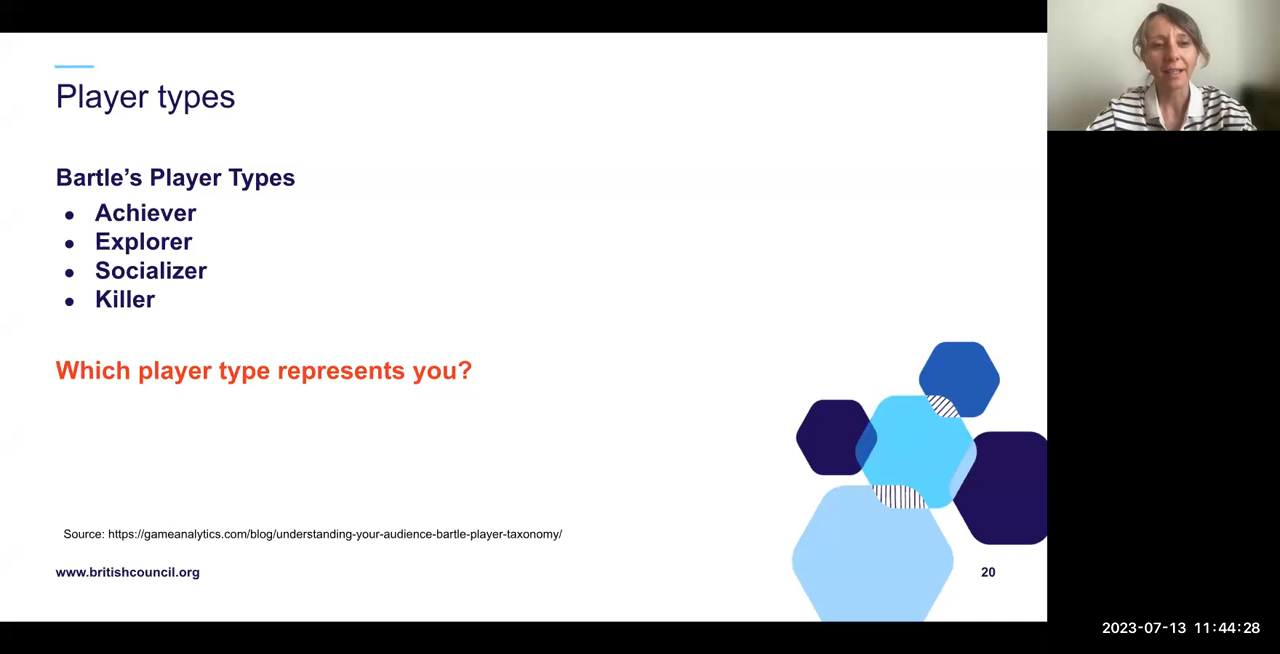 Player types
Bartle’s Player Types
● Achiever
● Explorer
● Socializer
● Killer
Which player type represents you?
Source: https://gameanalytics.com/blog/understanding-your-audience-bartle-player-taxonomy/
www.britishcouncil.org
20
2023-07-13 11:44:28